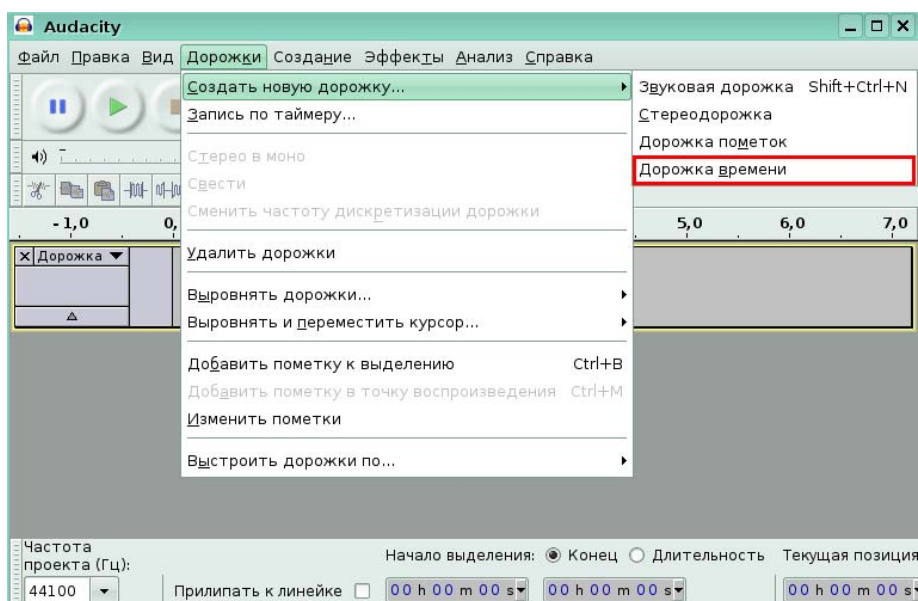 Audacity
Файл Правка Вид Дорожки Создание Эффекты Анализ Справка
Создать новую дорожку...
Запись по таймеру...
Стерео в моно
Свести
Сменить частоту дискретизации дорожки
Удалить дорожки
Выровнять дорожки...
Выровнять и переместить курсор...
Добавить пометку к выделению Ctrl+B
Добавить пометку в точку воспроизведения Ctrl+M
Изменить пометки
Выстроить дорожки по...
Звуковая дорожка Shift+Ctrl+N
Стереодорожка
Дорожка пометок
Дорожка времени
- 1,0 0, 5,0 6,0 7,0
Дорожка
Частота
проекта (Гц):
Начало выделения: Конец Длительность Текущая позиция
44100 Прилипать к линейке 00 h 00 m 00 s 00 h 00 m 00 s 00 h 00 m 00 s